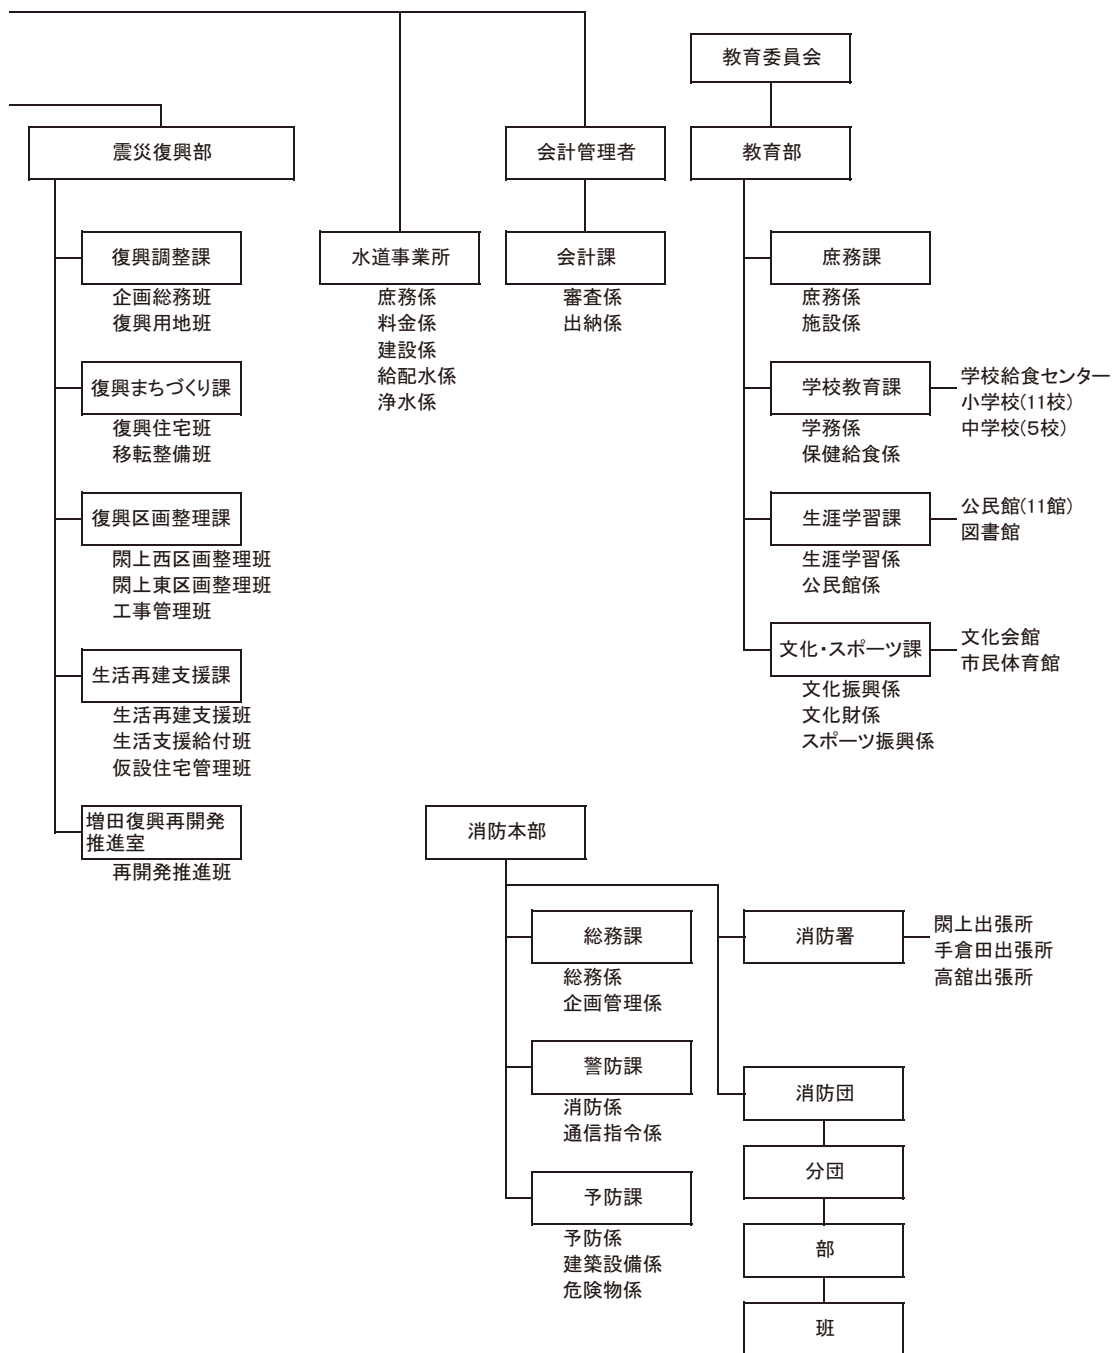 教育委員会
震災復興部
会計管理者
教育部
復興調整課
企画総務班
復興用地班
復興まちづくり課
復興住宅班
移転整備班
復興区画整理課
閖上西区画整理班
閖上東区画整理班
工事管理班
生活再建支援課
生活再建支援班
生活支援給付班
仮設住宅管理班
増田復興再開発
推進室
再開発推進班
水道事業所
庶務係
料金係
建設係
給配水係
浄水係
会計課
審査係
出納係
庶務課
庶務係
施設係
学校教育課
学務係
保健給食係
学校給食センター
小学校(11校)
中学校(5校)
生涯学習課
生涯学習係
公民館係
公民館(11館)
図書館
文化・スポーツ課
文化振興係
文化財係
スポーツ振興係
文化会館
市民体育館
消防本部
総務課
総務係
企画管理係
警防課
消防係
通信指令係
予防課
予防係
建築設備係
危険物係
消防署
閖上出張所
手倉田出張所
高舘出張所
消防団
分団
部
班